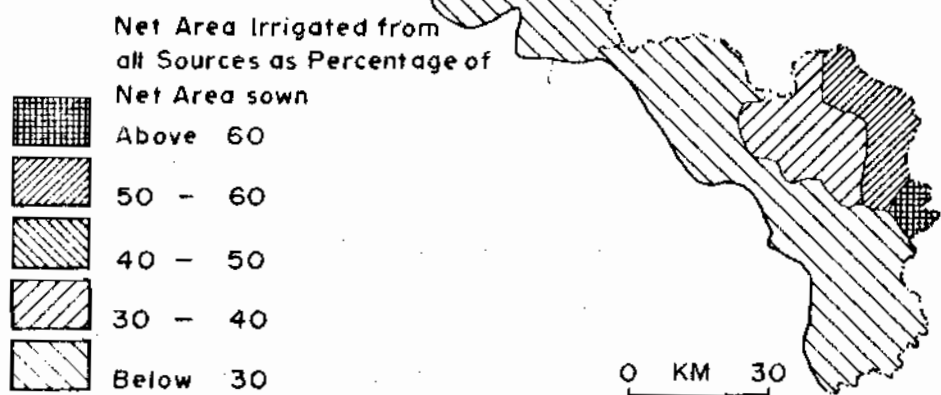 Net Area Irrigated from
all Sources as Percentage of
Net Area sown
Above 60
50 - 60
40 - 50
30 - 40
Below 30
0 KM 30